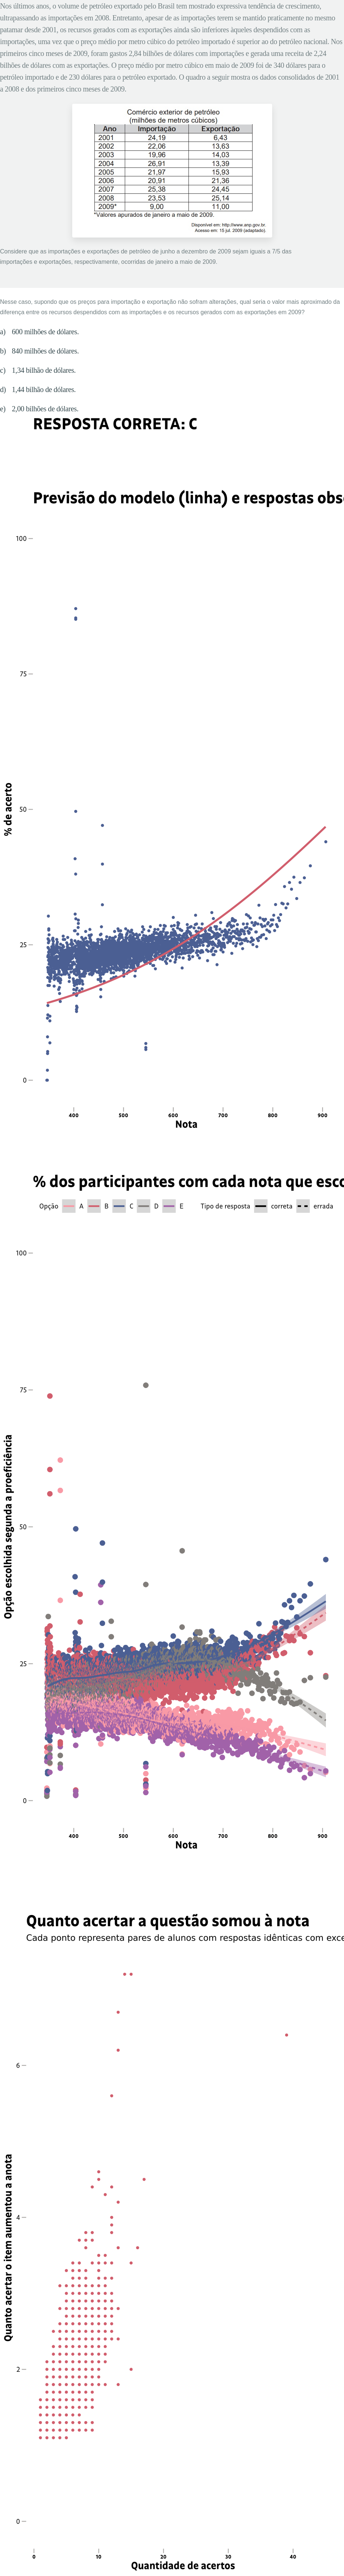 Nos últimos anos, o volume de petróleo exportado pelo Brasil tem mostrado expressiva tendência de crescimento,
ultrapassando as importações em 2008. Entretanto, apesar de as importações terem se mantido praticamente no mesmo
patamar desde 2001, os recursos gerados com as exportações ainda são inferiores àqueles despendidos com as
importações, uma vez que o preço médio por metro cúbico do petróleo importado é superior ao do petróleo nacional. Nos
primeiros cinco meses de 2009, foram gastos 2,84 bilhões de dólares com importações e gerada uma receita de 2,24
bilhões de dólares com as exportações. O preço médio por metro cúbico em maio de 2009 foi de 340 dólares para o
petróleo importado e de 230 dólares para o petróleo exportado. O quadro a seguir mostra os dados consolidados de 2001
a 2008 e dos primeiros cinco meses de 2009.
Comércio exterior de petróleo
(milhões de metros cúbicos)
Ano Importação Exportação
2001 24,19 6,43
2002 22,06 13,63
2003 19,96 14,03
2004 26,91 13,39
2005 21,97 15,93
2006 20,91 21,36
2007 25,38 24,45
2008 23,53 25,14
2009* 9,00 11,00
*Valores apurados de janeiro a maio de 2009.
Disponível em: http://www.anp.gov.br.
Acesso em: 15 jul. 2009 (adaptado).
Considere que as importações e exportações de petróleo de junho a dezembro de 2009 sejam iguais a 7/5 das
importações e exportações, respectivamente, ocorridas de janeiro a maio de 2009.
Nesse caso, supondo que os preços para importação e exportação não sofram alterações, qual seria o valor mais aproximado da
diferença entre os recursos despendidos com as importações e os recursos gerados com as exportações em 2009?
a) 600 milhões de dólares.
b) 840 milhões de dólares.
c) 1,34 bilhão de dólares.
d) 1,44 bilhão de dólares.
e) 2,00 bilhões de dólares.
RESPOSTA CORRETA: C
Previsão do modelo (linha) e respostas obs
100
75
50
25
0
% de acerto
400 500 600 700 800 900
Nota
% dos participantes com cada nota que esco
Opção A B C D E Tipo de resposta correta errada
100
75
50
25
0
Opção escolhida segunda a proeficiência
400 500 600 700 800 900
Nota
Quanto acertar a questão somou à nota
Cada ponto representa pares de alunos com respostas idênticas com exce
6
4
2
0
Quanto acertar o item aumentou a anota
0 10 20 30 40
Quantidade de acertos